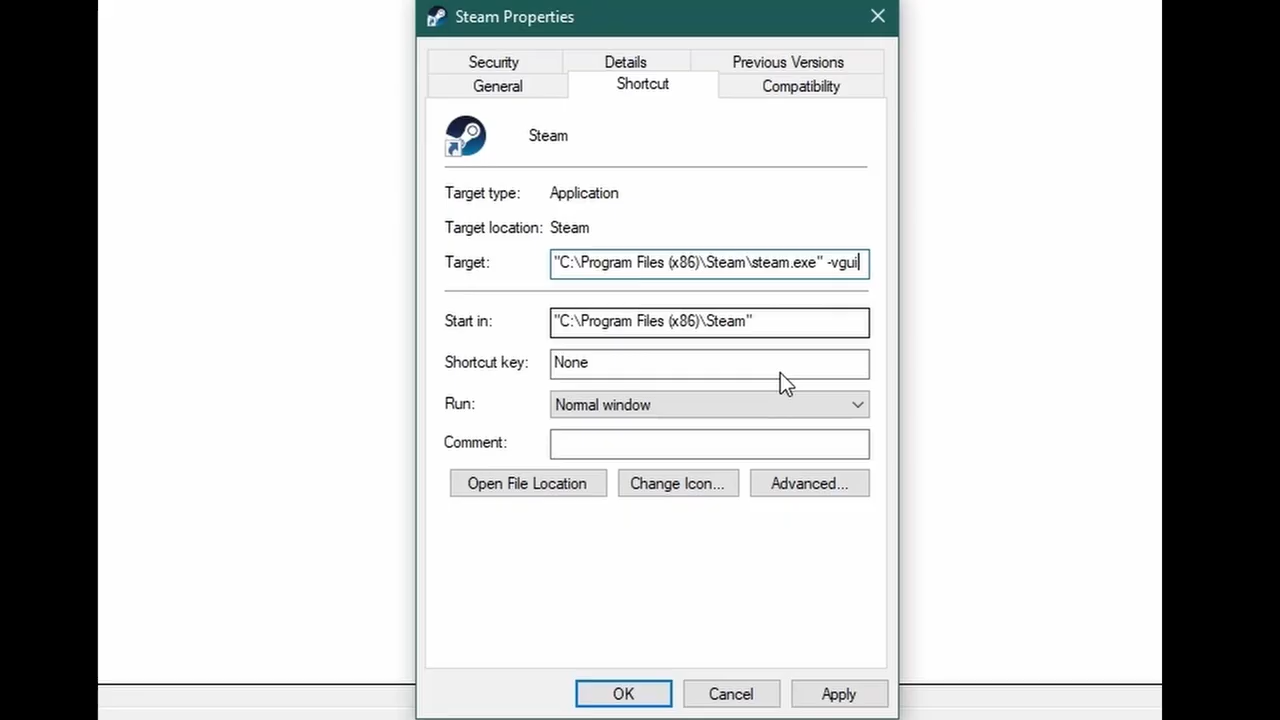 Steam Properties
Security Details Previous Versions
General Shortcut Compatibility
Steam
Target type: Application
Target location: Steam
Target: "C:\Program Files (x86)\Steam\steam.exe" -vgui
Start in: "C:\Program Files (x86)\Steam"
Shortcut key: None
Run: Normal window
Comment:
Open File Location Change Icon... Advanced...
OK Cancel Apply